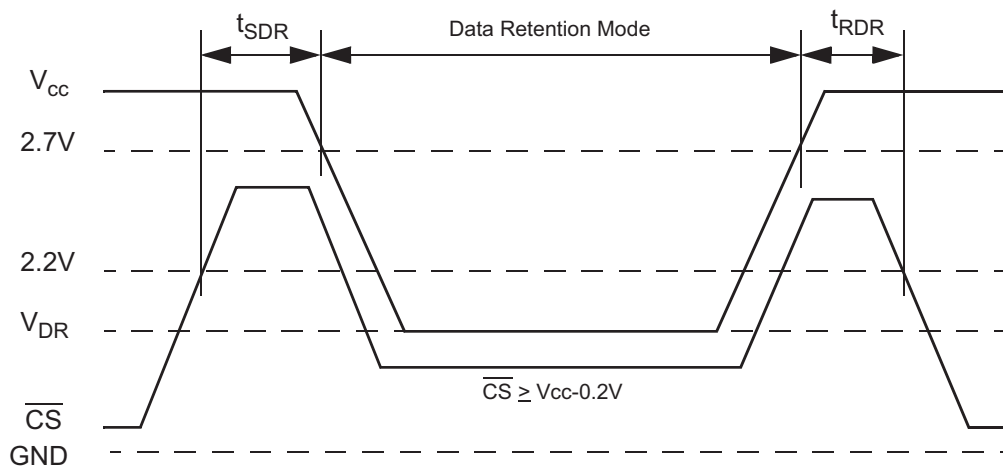 tSDR
Data Retention Mode
tRDR
Vcc
2.7V
2.2V
VDR
CS ≥ Vcc-0.2V
CS
GND